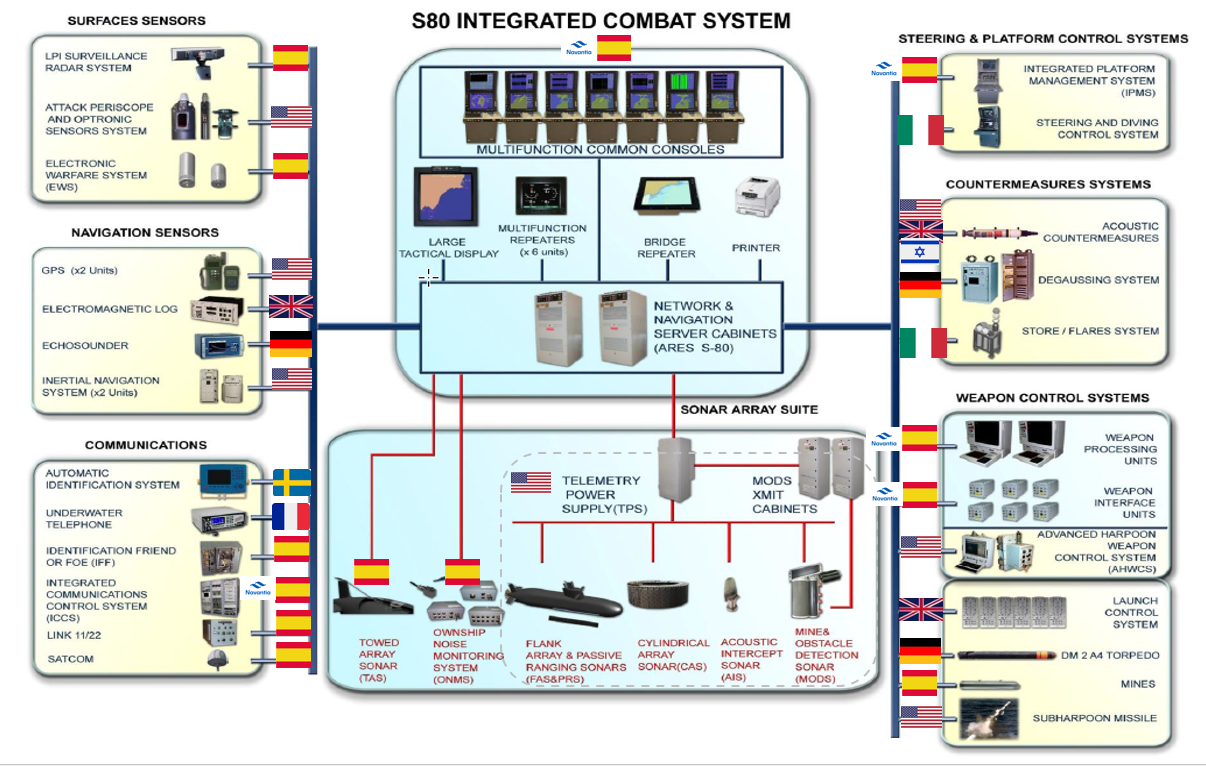 S80 INTEGRATED COMBAT SYSTEM
SURFACES SENSORS
LPI SURVEILLANCE
RADAR SYSTEM
ATTACK PERISCOPE
AND OPTRONIC
SENSORS SYSTEM
ELECTRONIC
WARFARE SYSTEM
(EWS)
NAVIGATION SENSORS
GPS (x2 Units)
ELECTROMAGNETIC LOG
ECHOSOUNDER
INERTIAL NAVIGATION
SYSTEM (x2 Units)
COMMUNICATIONS
AUTOMATIC
IDENTIFICATION SYSTEM
UNDERWATER
TELEPHONE
IDENTIFICATION FRIEND
OR FOE (IFF)
INTEGRATED
COMMUNICATIONS
CONTROL SYSTEM
(ICCS)
Navantia
LINK 11/22
SATCOM
Navantia
MULTIFUNCTION COMMON CONSOLES
LARGE
TACTICAL DISPLAY
MULTIFUNCTION
REPEATERS
(x 6 units)
BRIDGE
REPEATER
PRINTER
NETWORK &
NAVIGATION
SERVER CABINETS
(ARES S-80)
SONAR ARRAY SUITE
TELEMETRY
POWER
SUPPLY(TPS)
MODS
XMIT
CABINETS
TOWED
ARRAY
SONAR
(TAS)
OWNSHIP
NOISE
MONITORING
SYSTEM
(ONMS)
FLANK
ARRAY & PASSIVE
RANGING SONARS
(FAS&PRS)
CYLINDRICAL
ARRAY
SONAR(CAS)
ACOUSTIC
INTERCEPT
SONAR
(AIS)
MINE&
OBSTACLE
DETECTION
SONAR
(MODS)
STEERING & PLATFORM CONTROL SYSTEMS
Navantia
INTEGRATED PLATFORM
MANAGEMENT SYSTEM
(IPMS)
STEERING AND DIVING
CONTROL SYSTEM
COUNTERMEASURES SYSTEMS
ACOUSTIC
COUNTERMEASURES
DEGAUSSING SYSTEM
STORE / FLARES SYSTEM
WEAPON CONTROL SYSTEMS
Navantia
WEAPON
PROCESSING
UNITS
Navantia
WEAPON
INTERFACE
UNITS
ADVANCED HARPOON
WEAPON
CONTROL SYSTEM
(AHWCS)
LAUNCH
CONTROL
SYSTEM
DM 2 A4 TORPEDO
MINES
SUBHARPOON MISSILE